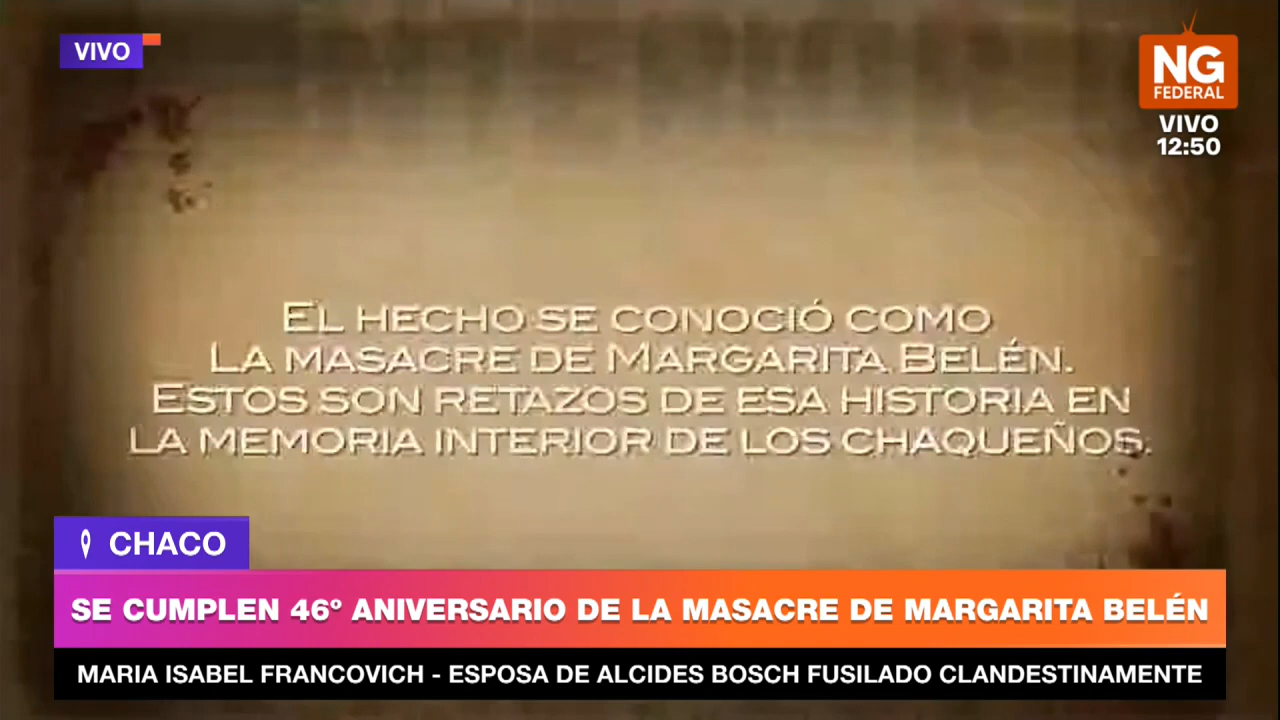 VIVO
NG
FEDERAL
VIVO
12:50
EL HECHO SE CONOCIÓ COMO
LA MASACRE DE MARGARITA BELÉN.
ESTOS SON RETAZOS DE ESA HISTORIA EN
LA MEMORIA INTERIOR DE LOS CHAQUEÑOS.
CHACO
SE CUMPLEN 46º ANIVERSARIO DE LA MASACRE DE MARGARITA BELÉN
MARIA ISABEL FRANCOVICH - ESPOSA DE ALCIDES BOSCH FUSILADO CLANDESTINAMENTE